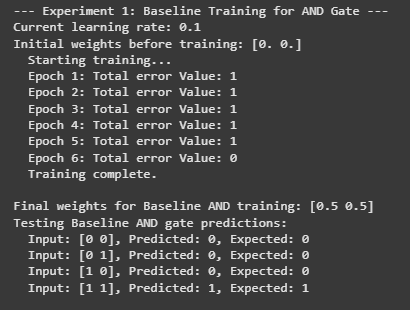 --- Experiment 1: Baseline Training for AND Gate ---
Current learning rate: 0.1
Initial weights before training: [0. 0.]
Starting training...
Epoch 1: Total error Value: 1
Epoch 2: Total error Value: 1
Epoch 3: Total error Value: 1
Epoch 4: Total error Value: 1
Epoch 5: Total error Value: 1
Epoch 6: Total error Value: 0
Training complete.
Final weights for Baseline AND training: [0.5 0.5]
Testing Baseline AND gate predictions:
Input: [0 0], Predicted: 0, Expected: 0
Input: [0 1], Predicted: 0, Expected: 0
Input: [1 0], Predicted: 0, Expected: 0
Input: [1 1], Predicted: 1, Expected: 1